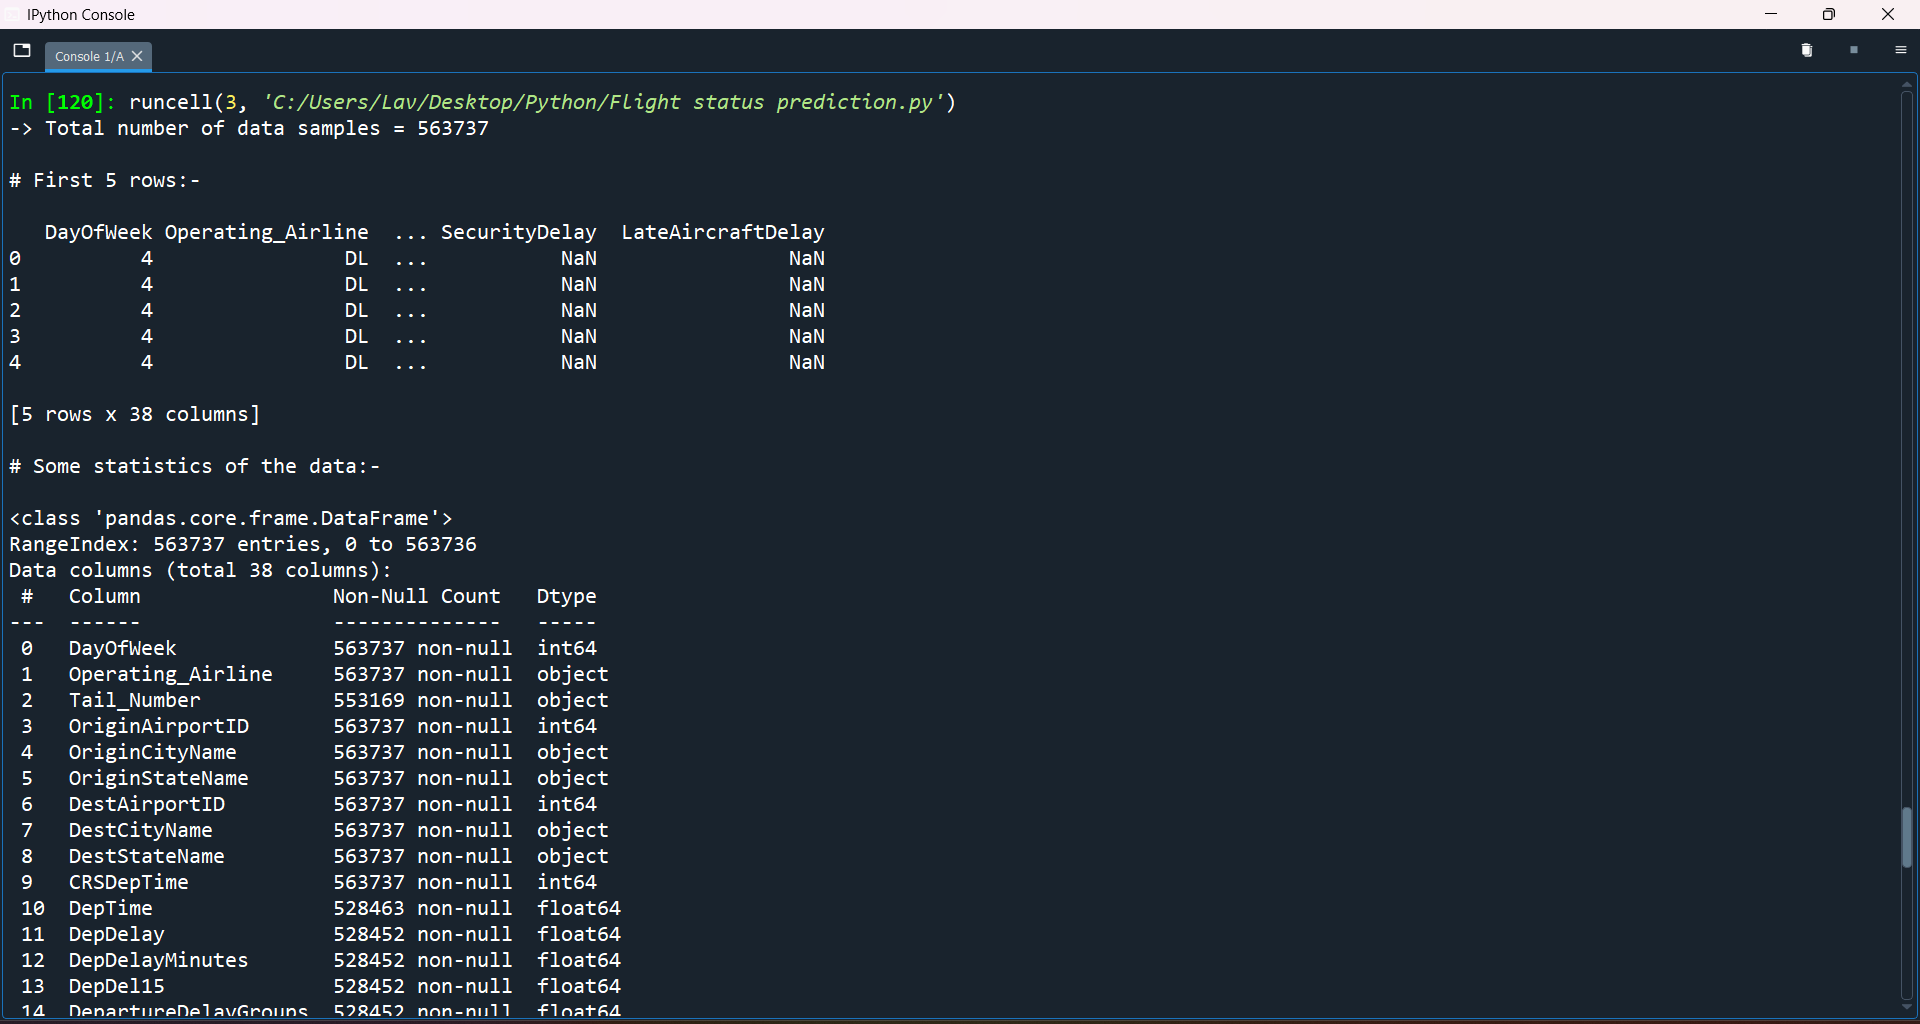 IPython Console
Console 1/A
In [120]: runcell(3, 'C:/Users/Lav/Desktop/Python/Flight status prediction.py')
-> Total number of data samples = 563737
# First 5 rows:-
   DayOfWeek Operating_Airline  ... SecurityDelay  LateAircraftDelay
0          4                DL  ...           NaN                NaN
1          4                DL  ...           NaN                NaN
2          4                DL  ...           NaN                NaN
3          4                DL  ...           NaN                NaN
4          4                DL  ...           NaN                NaN
[5 rows x 38 columns]
# Some statistics of the data:-
<class 'pandas.core.frame.DataFrame'>
RangeIndex: 563737 entries, 0 to 563736
Data columns (total 38 columns):
 #   Column                Non-Null Count   Dtype
---  ------                --------------   -----
 0   DayOfWeek             563737 non-null  int64
 1   Operating_Airline     563737 non-null  object
 2   Tail_Number           553169 non-null  object
 3   OriginAirportID       563737 non-null  int64
 4   OriginCityName        563737 non-null  object
 5   OriginStateName       563737 non-null  object
 6   DestAirportID         563737 non-null  int64
 7   DestCityName          563737 non-null  object
 8   DestStateName         563737 non-null  object
 9   CRSDepTime            563737 non-null  int64
 10  DepTime               528463 non-null  float64
 11  DepDelay              528452 non-null  float64
 12  DepDelayMinutes       528452 non-null  float64
 13  DepDel15              528452 non-null  float64
 14  DepartureDelayGroups  528452 non-null  float64